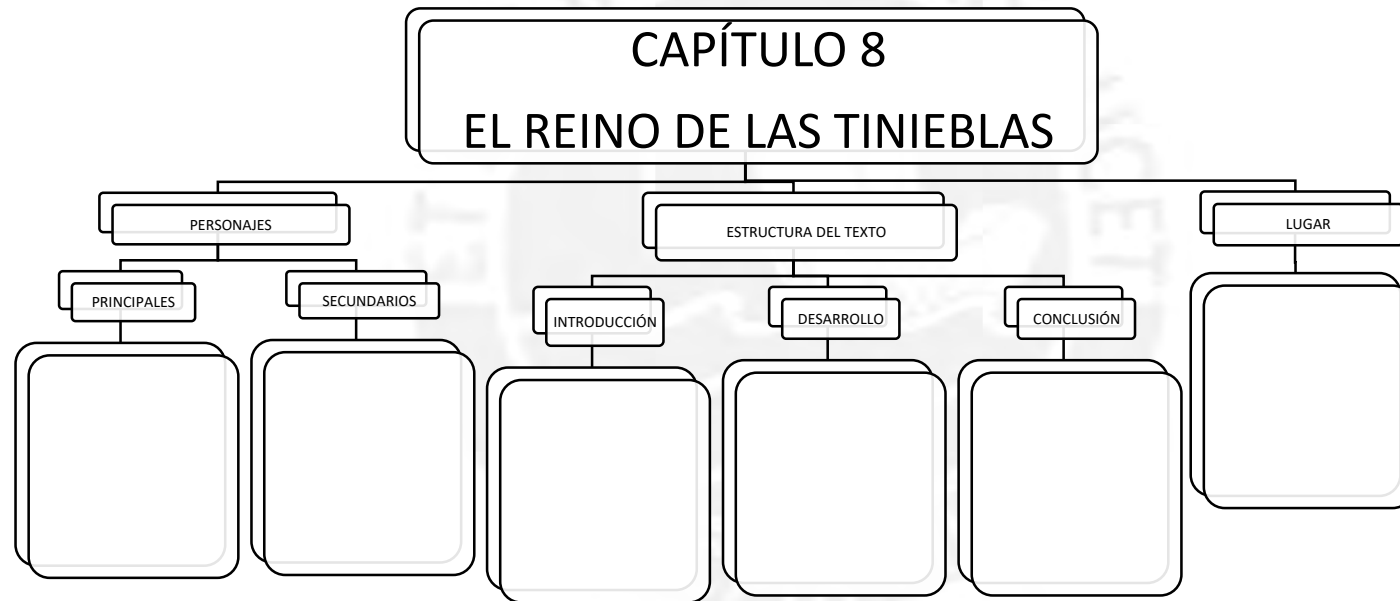 CAPÍTULO 8
EL REINO DE LAS TINIEBLAS
PERSONAJES
ESTRUCTURA DEL TEXTO
LUGAR
PRINCIPALES
SECUNDARIOS
INTRODUCCIÓN
DESARROLLO
CONCLUSIÓN